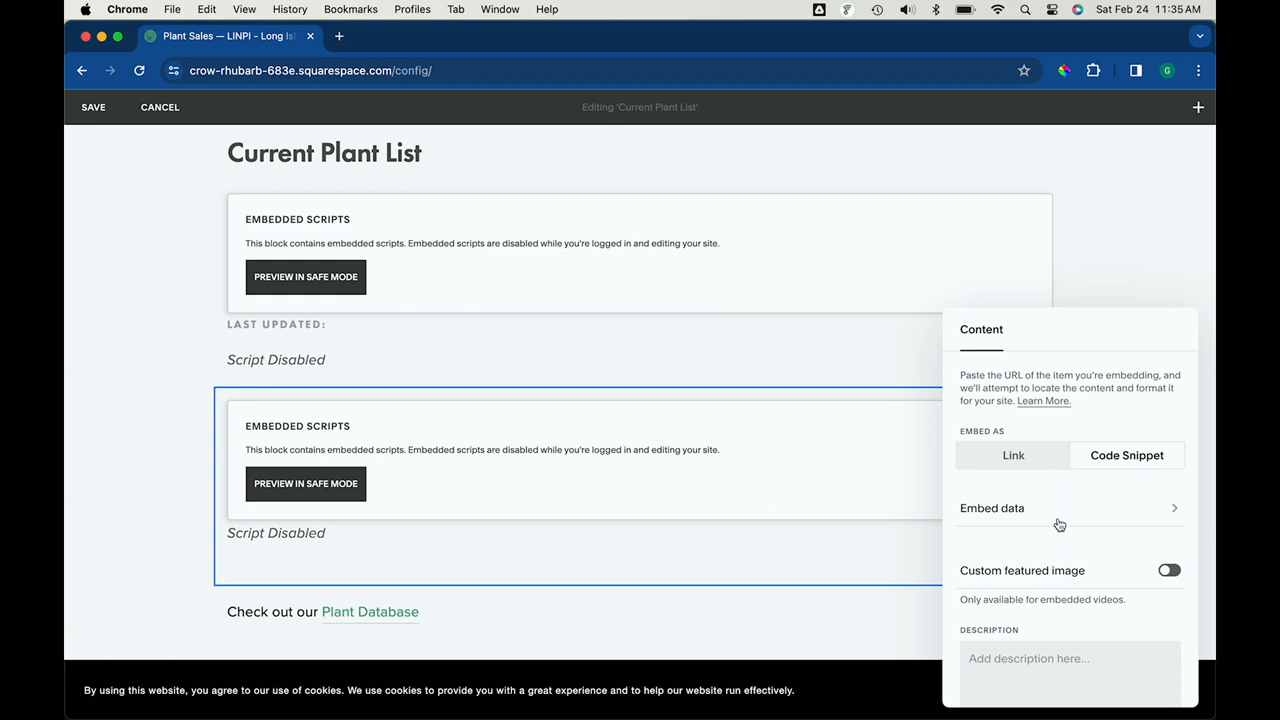 Chrome File Edit View History Bookmarks Profiles Tab Window Help Sat Feb 24 11:35 AM
Plant Sales — LINPI - Long Is
crow-rhubarb-683e.squarespace.com/config/
G
SAVE CANCEL Editing 'Current Plant List'
Current Plant List
EMBEDDED SCRIPTS
This block contains embedded scripts. Embedded scripts are disabled while you're logged in and editing your site.
PREVIEW IN SAFE MODE
LAST UPDATED:
Script Disabled
EMBEDDED SCRIPTS
This block contains embedded scripts. Embedded scripts are disabled while you're logged in and editing your site.
PREVIEW IN SAFE MODE
Script Disabled
Check out our Plant Database
By using this website, you agree to our use of cookies. We use cookies to provide you with a great experience and to help our website run effectively.
Content
Paste the URL of the item you're embedding, and
we'll attempt to locate the content and format it
for your site. Learn More.
EMBED AS
Link Code Snippet
Embed data
Custom featured image
Only available for embedded videos.
DESCRIPTION
Add description here...